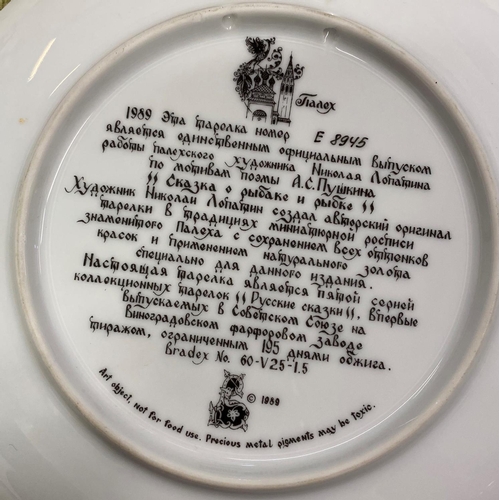 Палех
1989 Эта тарелка номер E 8945
является единственным официальным выпуском
работы палехского художника Николая Лопатина
по мотивам поэмы А.С.Пушкина
"Сказка о рыбаке и рыбке"
Художник Николай Лопатин создал авторский оригинал
тарелки в традициях миниатюрной росписи
знаменитого Палеха с сохранением всех оттенков
красок и применением натурального золота
специально для данного издания.
Настоящая тарелка является пятой серией
коллекционных тарелок "Русские сказки", впервые
выпускаемых в Советском Союзе на
Виноградовском фарфоровом заводе
тиражом, ограниченным 195 днями обжига.
Bradex No. 60-V25-1.5
© 1989
Art object, not for food use. Precious metal pigments may be toxic.